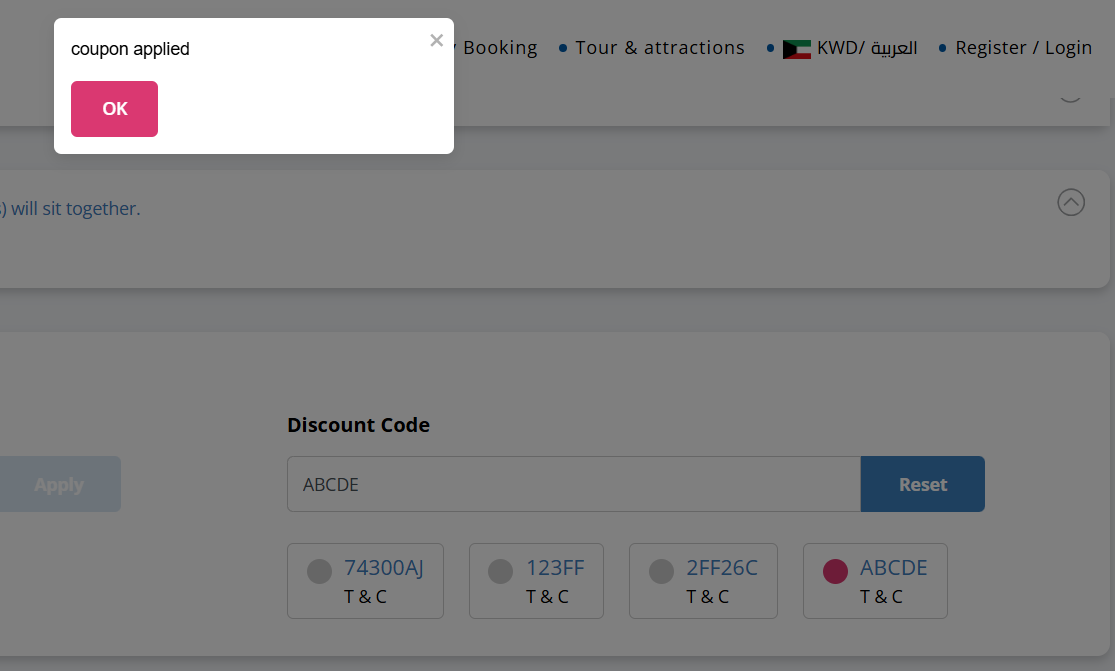 coupon applied
×
OK
Booking
Tour & attractions
KWD/ العربية
Register / Login
) will sit together.
Discount Code
Apply
ABCDE
Reset
74300AJ
T & C
123FF
T & C
2FF26C
T & C
ABCDE
T & C